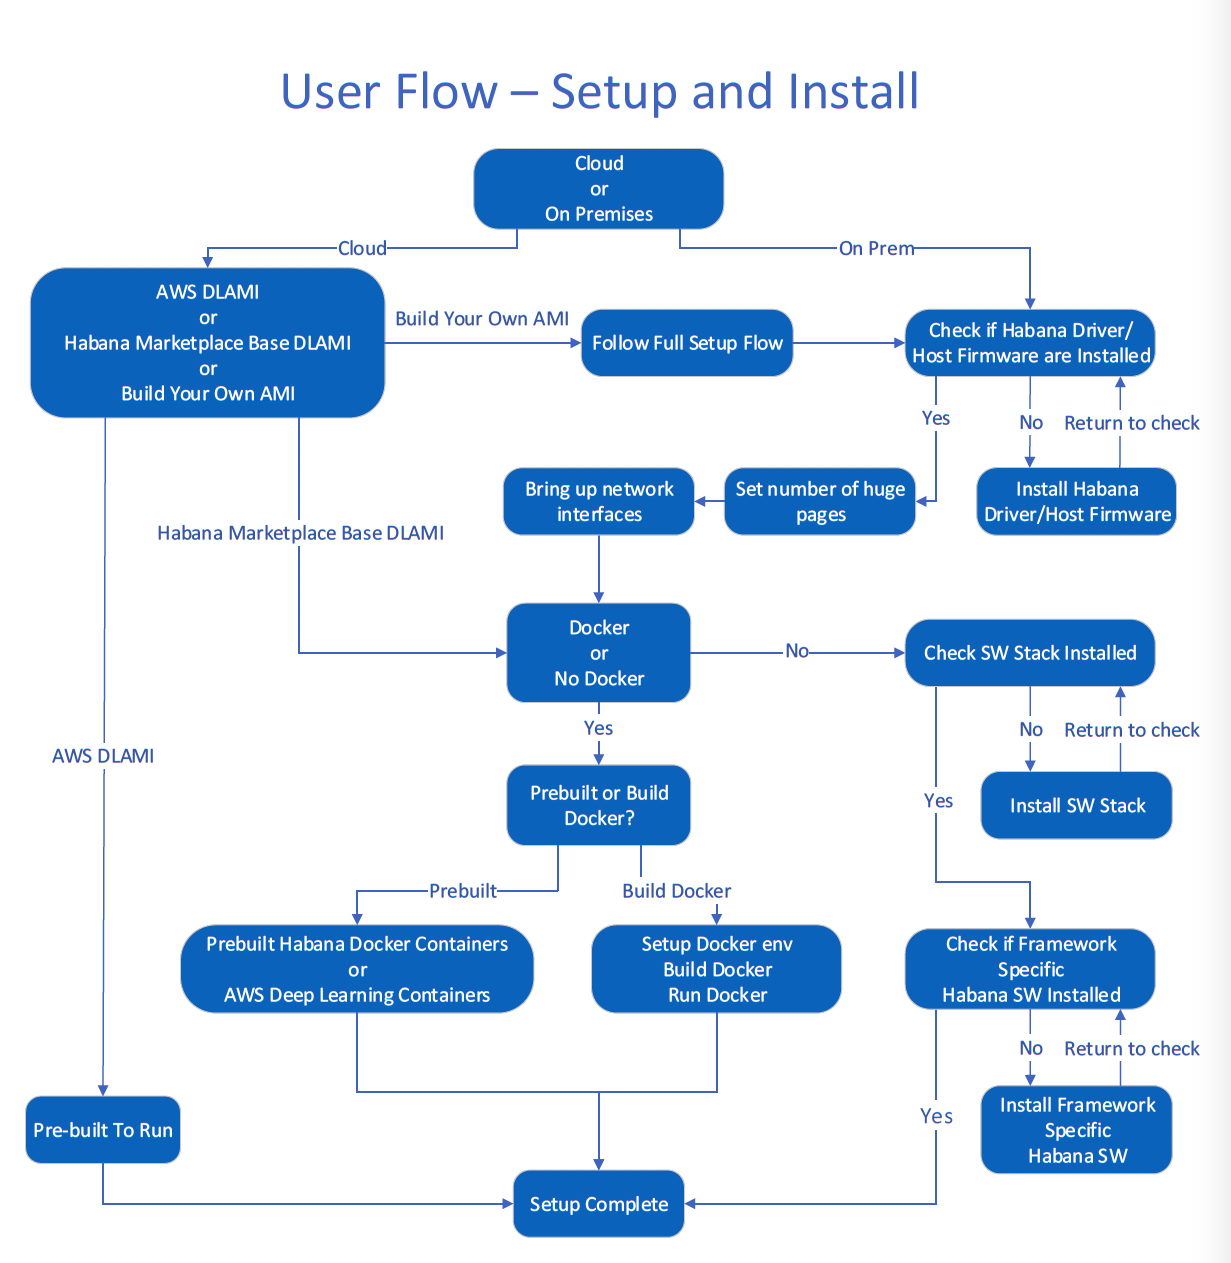 User Flow – Setup and Install
Cloud
or
On Premises
Cloud
On Prem
AWS DLAMI
or
Habana Marketplace Base DLAMI
or
Build Your Own AMI
Build Your Own AMI
Follow Full Setup Flow
Check if Habana Driver/
Host Firmware are Installed
Yes
No
Return to check
Bring up network
interfaces
Set number of huge
pages
Install Habana
Driver/Host Firmware
Habana Marketplace Base DLAMI
Docker
or
No Docker
No
Check SW Stack Installed
Yes
No
Return to check
AWS DLAMI
Prebuilt or Build
Docker?
Yes
Install SW Stack
Prebuilt
Build Docker
Prebuilt Habana Docker Containers
or
AWS Deep Learning Containers
Setup Docker env
Build Docker
Run Docker
Check if Framework
Specific
Habana SW Installed
No
Return to check
Pre-built To Run
Yes
Install Framework
Specific
Habana SW
Setup Complete